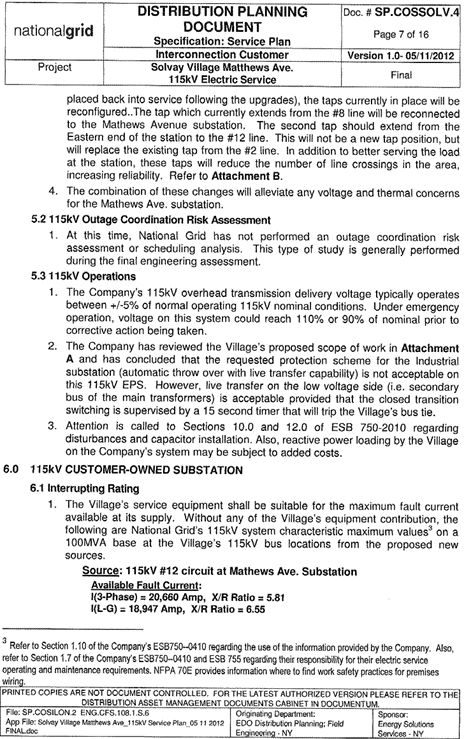 nationalgrid
DISTRIBUTION PLANNING
DOCUMENT
Specification: Service Plan
Doc. # SP.COSSOLV.4
Page 7 of 16
Interconnection Customer
Version 1.0- 05/11/2012
Project
Solvay Village Matthews Ave.
115kV Electric Service
Final
placed back into service following the upgrades), the taps currently in place will be
reconfigured..The tap which currently extends from the #8 line will be reconnected
to the Mathews Avenue substation. The second tap should extend from the
Eastern end of the station to the #12 line. This will not be a new tap position, but
will replace the existing tap from the #2 line. In addition to better serving the load
at the station, these taps will reduce the number of line crossings in the area,
increasing reliability. Refer to Attachment B.
4. The combination of these changes will alleviate any voltage and thermal concerns
for the Mathews Ave. substation.
5.2 115kV Outage Coordination Risk Assessment
1. At this time, National Grid has not performed an outage coordination risk
assessment or scheduling analysis. This type of study is generally performed
during the final engineering assessment.
5.3 115kV Operations
1. The Company's 115kV overhead transmission delivery voltage typically operates
between +/-5% of normal operating 115kV nominal conditions. Under emergency
operation, voltage on this system could reach 110% or 90% of nominal prior to
corrective action being taken.
2. The Company has reviewed the Village's proposed scope of work in Attachment
A and has concluded that the requested protection scheme for the Industrial
substation (automatic throw over with live transfer capability) is not acceptable on
this 115kV EPS. However, live transfer on the low voltage side (i.e. secondary
bus of the main transformers) is acceptable provided that the closed transition
switching is supervised by a 15 second timer that will trip the Village's bus tie.
3. Attention is called to Sections 10.0 and 12.0 of ESB 750-2010 regarding
disturbances and capacitor installation. Also, reactive power loading by the Village
on the Company's system may be subject to added costs.
6.0 115kV CUSTOMER-OWNED SUBSTATION
6.1 Interrupting Rating
1. The Village's service equipment shall be suitable for the maximum fault current
available at its supply. Without any of the Village's equipment contribution, the
following are National Grid's 115kV system characteristic maximum values3 on a
100MVA base at the Village's 115kV bus locations from the proposed new
sources.
Source: 115kV #12 circuit at Mathews Ave. Substation
Available Fault Current:
I(3-Phase) = 20,660 Amp, X/R Ratio = 5.81
I(L-G) = 18,947 Amp, X/R Ratio = 6.55
3 Refer to Section 1.10 of the Company's ESB750–0410 regarding the use of the information provided by the Company. Also,
refer to Section 1.7 of the Company's ESB750–0410 and ESB 755 regarding their responsibility for their electric service
operating and maintenance requirements. NFPA 70E provides information where to find work safety practices for premises
wiring.
PRINTED COPIES ARE NOT DOCUMENT CONTROLLED. FOR THE LATEST AUTHORIZED VERSION PLEASE REFER TO THE
DISTRIBUTION ASSET MANAGEMENT DOCUMENTS CABINET IN DOCUMENTUM.
File: SP.COSILON.2 ENG.CFS.108.1.S.6
App File: Solvay Village Matthews Ave_115kV Service Plan_05 11 2012
FINAL.doc
Originating Department:
EDO Distribution Planning; Field
Engineering - NY
Sponsor:
Energy Solutions
Services - NY